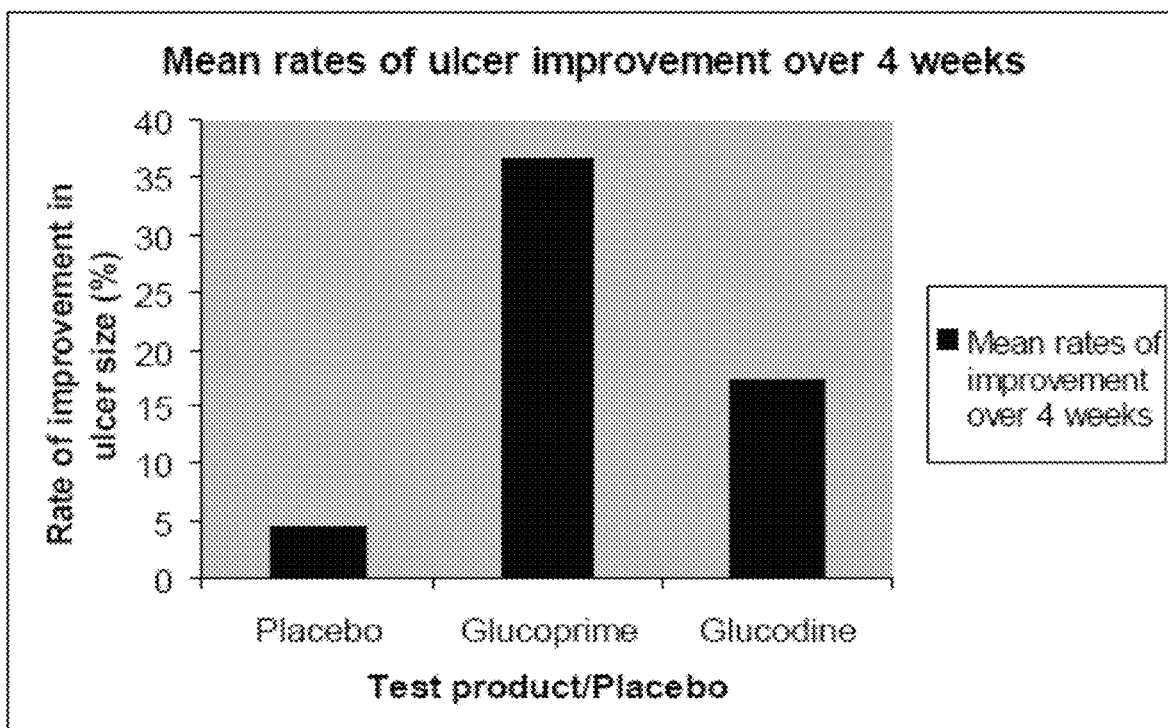 Mean rates of ulcer improvement over 4 weeks
Rate of improvement in
ulcer size (%)
40
35
30
25
20
15
10
5
0
Placebo Glucoprime Glucodine
Test product/Placebo
Mean rates of
improvement
over 4 weeks